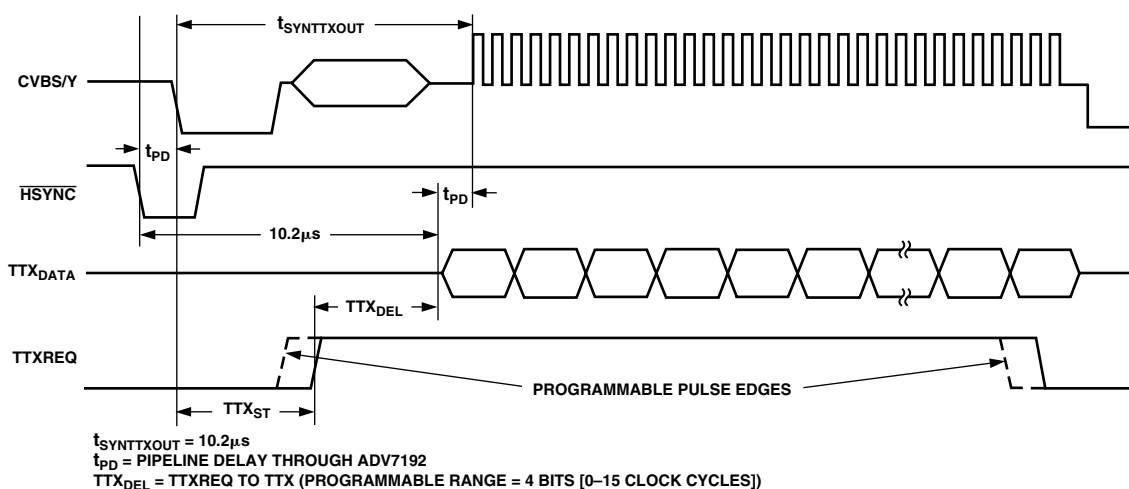 tSYNTTXOUT
CVBS/Y
tPD
HSYNC
tPD
10.2μs
TTXDATA
TTXDEL
TTXREQ
PROGRAMMABLE PULSE EDGES
TTXST
tSYNTTXOUT = 10.2μs
tPD = PIPELINE DELAY THROUGH ADV7192
TTXDEL = TTXREQ TO TTX (PROGRAMMABLE RANGE = 4 BITS [0–15 CLOCK CYCLES])